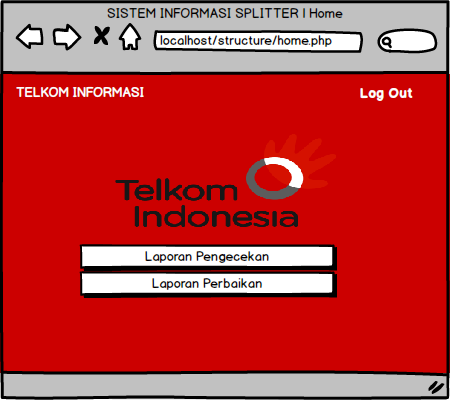 SISTEM INFORMASI SPLITTER | Home
localhost/structure/home.php
TELKOM INFORMASI
Log Out
Telkom
Indonesia
Laporan Pengecekan
Laporan Perbaikan